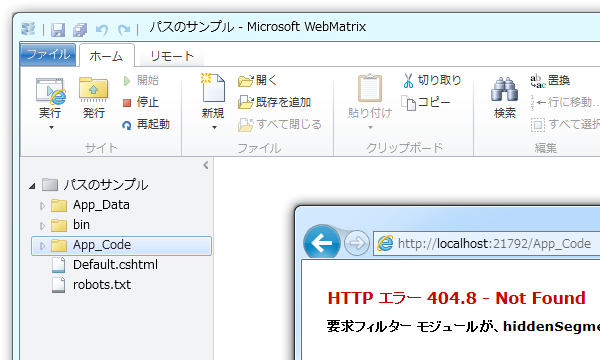 パスのサンプル - Microsoft WebMatrix
ファイル ホーム リモート
実行 発行 開始 停止 再起動
サイト
新規 開く 既存を追加 すべて閉じる
ファイル
貼り付け 切り取り コピー
クリップボード
検索 置換 行に移動... すべて選択
編集
パスのサンプル
App_Data
bin
App_Code
Default.cshtml
robots.txt
http://localhost:21792/App_Code
HTTP エラー 404.8 - Not Found
要求フィルター モジュールが、hiddenSegme